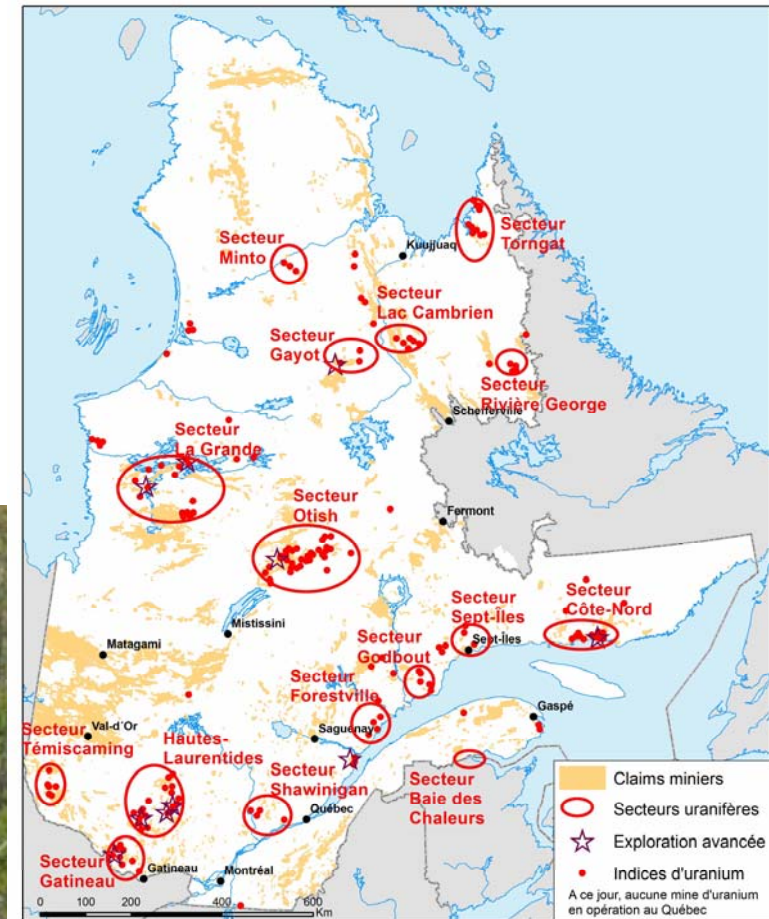 Secteur
Torngat
Kuujjuaq
Secteur
Minto
Secteur
Lac Cambrien
Secteur
Gayot
Secteur
Rivière George
Schefferville
Secteur
La Grande
Secteur
Otish
Fermont
Secteur
Sept-Îles
Secteur
Côte-Nord
Mistissini
Sept-Îles
Matagami
Secteur
Godbout
Secteur
Forestville
Gaspé
Secteur
Témiscaming
Val-d'Or
Hautes-
Laurentides
Saguenay
Secteur
Shawinigan
Secteur
Baie des
Chaleurs
Québec
Secteur
Gatineau
Gatineau
Montréal
0 100 200 400 600
Km
Claims miniers
Secteurs uranifères
Exploration avancée
Indices d'uranium
A ce jour, aucune mine d'uranium
en opération au Québec